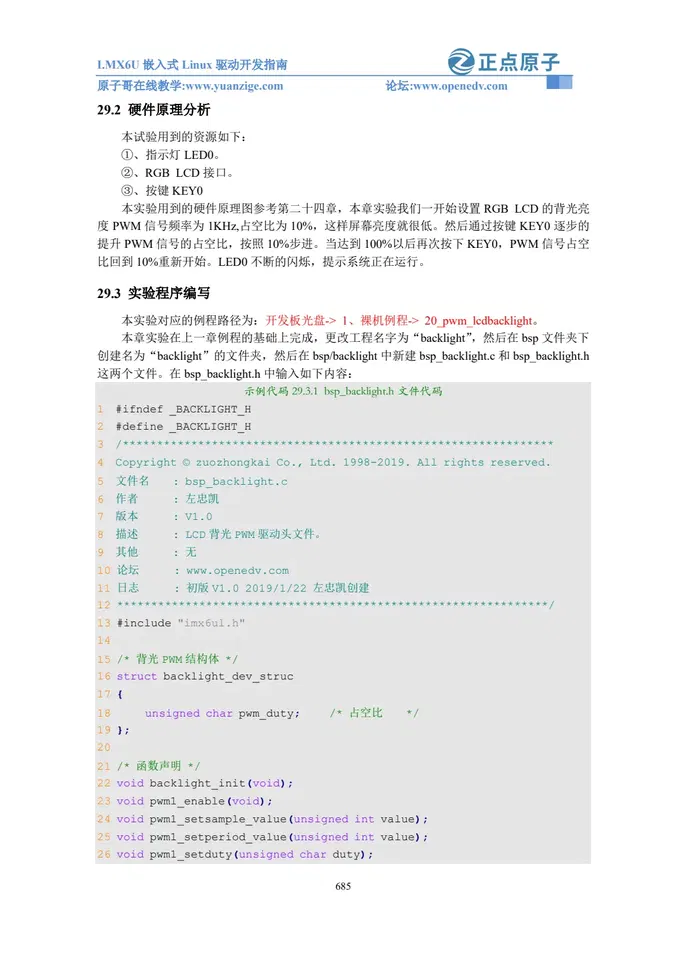 I.MX6U 嵌入式 Linux 驱动开发指南
正点原子
原子哥在线教学:www.yuanzige.com 论坛:www.openedv.com
29.2 硬件原理分析
本试验用到的资源如下：
①、指示灯 LED0。
②、RGB LCD 接口。
③、按键 KEY0
本实验用到的硬件原理图参考第二十四章，本章实验我们一开始设置 RGB LCD 的背光亮
度 PWM 信号频率为 1KHz,占空比为 10%，这样屏幕亮度就很低。然后通过按键 KEY0 逐步的
提升 PWM 信号的占空比，按照 10%步进。当达到 100%以后再次按下 KEY0，PWM 信号占空
比回到 10%重新开始。LED0 不断的闪烁，提示系统正在运行。
29.3 实验程序编写
本实验对应的例程路径为：开发板光盘-> 1、裸机例程-> 20_pwm_lcdbacklight。
本章实验在上一章例程的基础上完成，更改工程名字为“backlight”，然后在 bsp 文件夹下
创建名为“backlight”的文件夹，然后在 bsp/backlight 中新建 bsp_backlight.c 和 bsp_backlight.h
这两个文件。在 bsp_backlight.h 中输入如下内容：
示例代码 29.3.1 bsp_backlight.h 文件代码
1 #ifndef _BACKLIGHT_H
2 #define _BACKLIGHT_H
3 /***************************************************************
4 Copyright © zuozhongkai Co., Ltd. 1998-2019. All rights reserved.
5 文件名 : bsp_backlight.c
6 作者 : 左忠凯
7 版本 : V1.0
8 描述 : LCD 背光 PWM 驱动头文件。
9 其他 : 无
10 论坛 : www.openedv.com
11 日志 : 初版 V1.0 2019/1/22 左忠凯创建
12 ***************************************************************/
13 #include "imx6ul.h"
14
15 /* 背光 PWM 结构体 */
16 struct backlight_dev_struc
17 {
18 unsigned char pwm_duty; /* 占空比 */
19 };
20
21 /* 函数声明 */
22 void backlight_init(void);
23 void pwm1_enable(void);
24 void pwm1_setsample_value(unsigned int value);
25 void pwm1_setperiod_value(unsigned int value);
26 void pwm1_setduty(unsigned char duty);
685